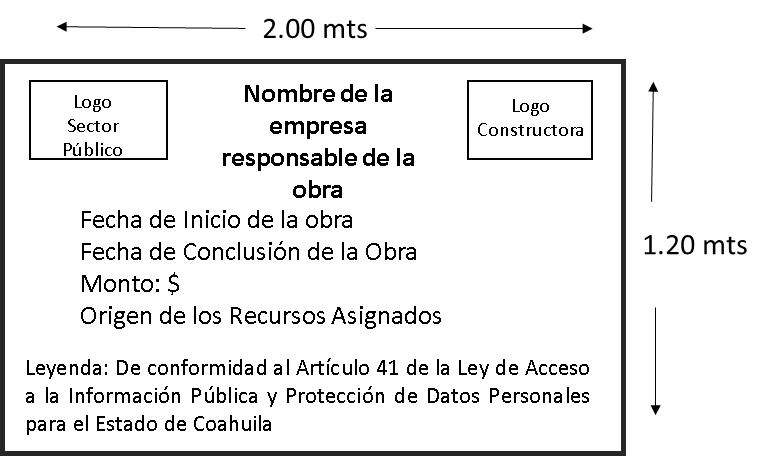 2.00 mts
Logo
Sector
Público
Nombre de la
empresa
responsable de la
obra
Logo
Constructora
Fecha de Inicio de la obra
Fecha de Conclusión de la Obra
Monto: $
Origen de los Recursos Asignados
1.20 mts
Leyenda: De conformidad al Artículo 41 de la Ley de Acceso
a la Información Pública y Protección de Datos Personales
para el Estado de Coahuila